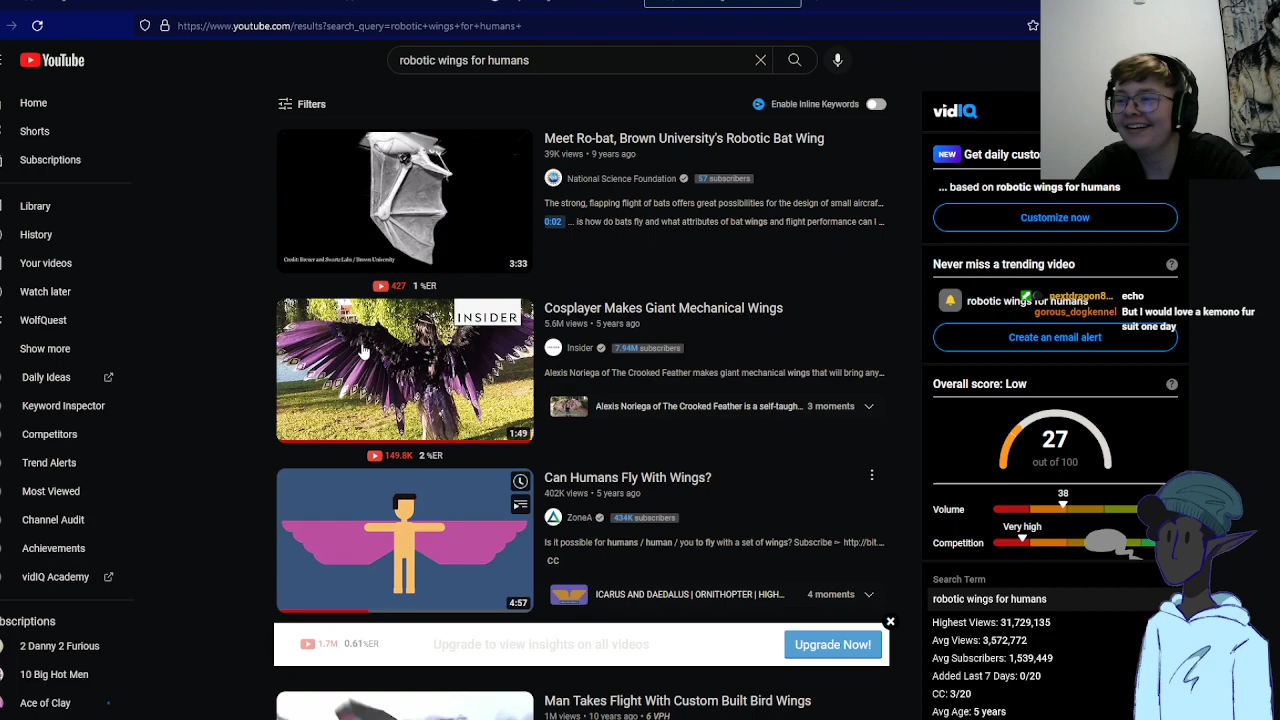 https://www.youtube.com/results?search_query=robotic+wings+for+humans+
YouTube
robotic wings for humans
Home
Shorts
Subscriptions
Library
History
Your videos
Watch later
WolfQuest
Show more
Daily Ideas
Keyword Inspector
Competitors
Trend Alerts
Most Viewed
Channel Audit
Achievements
vidIQ Academy
bscriptions
2 Danny 2 Furious
10 Big Hot Men
Ace of Clay
Filters
Enable Inline Keywords
Credit: Breuer and Swartz Labs / Brown University
3:33
Meet Ro-bat, Brown University's Robotic Bat Wing
39K views • 9 years ago
National Science Foundation
57 subscribers
The strong, flapping flight of bats offers great possibilities for the design of small aircraf...
0:02 ... is how do bats fly and what attributes of bat wings and flight performance can I ...
427 1 %ER
INSIDER
1:49
Cosplayer Makes Giant Mechanical Wings
5.6M views • 5 years ago
Insider
7.94M subscribers
Alexis Noriega of The Crooked Feather makes giant mechanical wings that will bring any...
Alexis Noriega of The Crooked Feather is a self-taugh...
3 moments
149.8K 2 %ER
4:57
Can Humans Fly With Wings?
402K views • 5 years ago
ZoneA
434K subscribers
Is it possible for humans / human / you to fly with a set of wings? Subscribe ➣ http://bit....
CC
ICARUS AND DAEDALUS | ORNITHOPTER | HIGH...
4 moments
1.7M 0.61%ER
Upgrade to view insights on all videos
Upgrade Now!
Man Takes Flight With Custom Built Bird Wings
1M views • 10 years ago • 6 VPH
vidIQ
NEW Get daily custo
... based on robotic wings for humans
Customize now
Never miss a trending video
robotic wings for humans
nextdragon8... echo
gorous_dogkennel But I would love a kemono fur
suit one day
Create an email alert
Overall score: Low
27
out of 100
38
Volume
Very high
Competition
Search Term
robotic wings for humans
Highest Views: 31,729,135
Avg Views: 3,572,772
Avg Subscribers: 1,539,449
Added Last 7 Days: 0/20
CC: 3/20
Avg Age: 5 years